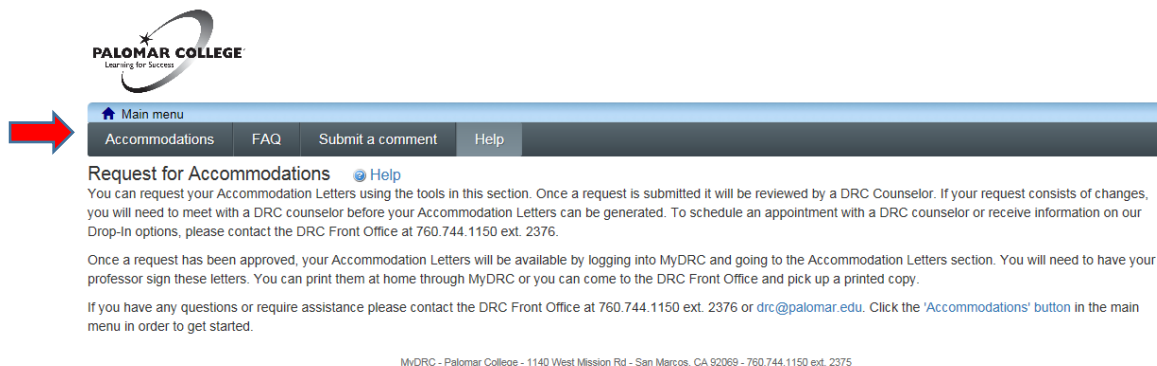 PALOMAR COLLEGE
Learning for Success
Main menu
Accommodations FAQ Submit a comment Help
Request for Accommodations Help
You can request your Accommodation Letters using the tools in this section. Once a request is submitted it will be reviewed by a DRC Counselor. If your request consists of changes,
you will need to meet with a DRC counselor before your Accommodation Letters can be generated. To schedule an appointment with a DRC counselor or receive information on our
Drop-In options, please contact the DRC Front Office at 760.744.1150 ext. 2376.
Once a request has been approved, your Accommodation Letters will be available by logging into MyDRC and going to the Accommodation Letters section. You will need to have your
professor sign these letters. You can print them at home through MyDRC or you can come to the DRC Front Office and pick up a printed copy.
If you have any questions or require assistance please contact the DRC Front Office at 760.744.1150 ext. 2376 or drc@palomar.edu. Click the 'Accommodations' button in the main
menu in order to get started.
MyDRC - Palomar College - 1140 West Mission Rd - San Marcos, CA 92069 - 760.744.1150 ext. 2375